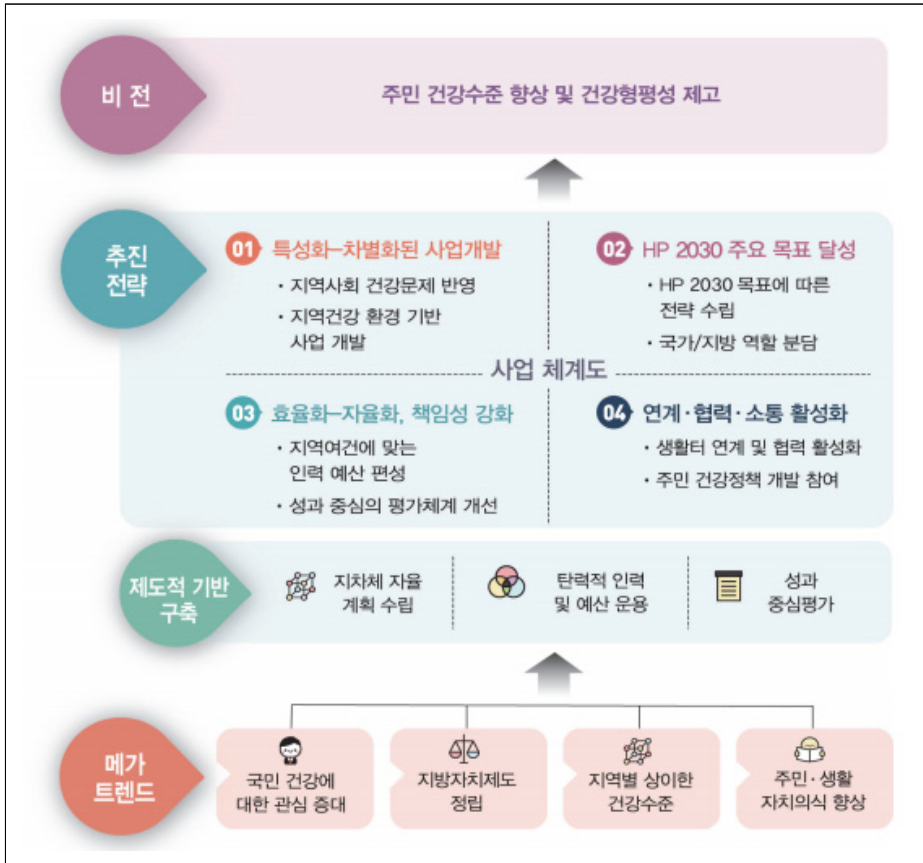 비 전
주민 건강수준 향상 및 건강형평성 제고
추진
전략
01 특성화–차별화된 사업개발
· 지역사회 건강문제 반영
· 지역건강 환경 기반
사업 개발
02 HP 2030 주요 목표 달성
· HP 2030 목표에 따른
전략 수립
· 국가/지방 역할 분담
사업 체계도
03 효율화–자율화, 책임성 강화
· 지역여건에 맞는
인력 예산 편성
· 성과 중심의 평가체계 개선
04 연계·협력·소통 활성화
· 생활터 연계 및 협력 활성화
· 주민 건강정책 개발 참여
제도적 기반
구축
지차체 자율
계획 수립
탄력적 인력
및 예산 운용
성과
중심평가
메가
트렌드
국민 건강에
대한 관심 증대
지방자치제도
정립
지역별 상이한
건강수준
주민·생활
자치의식 향상